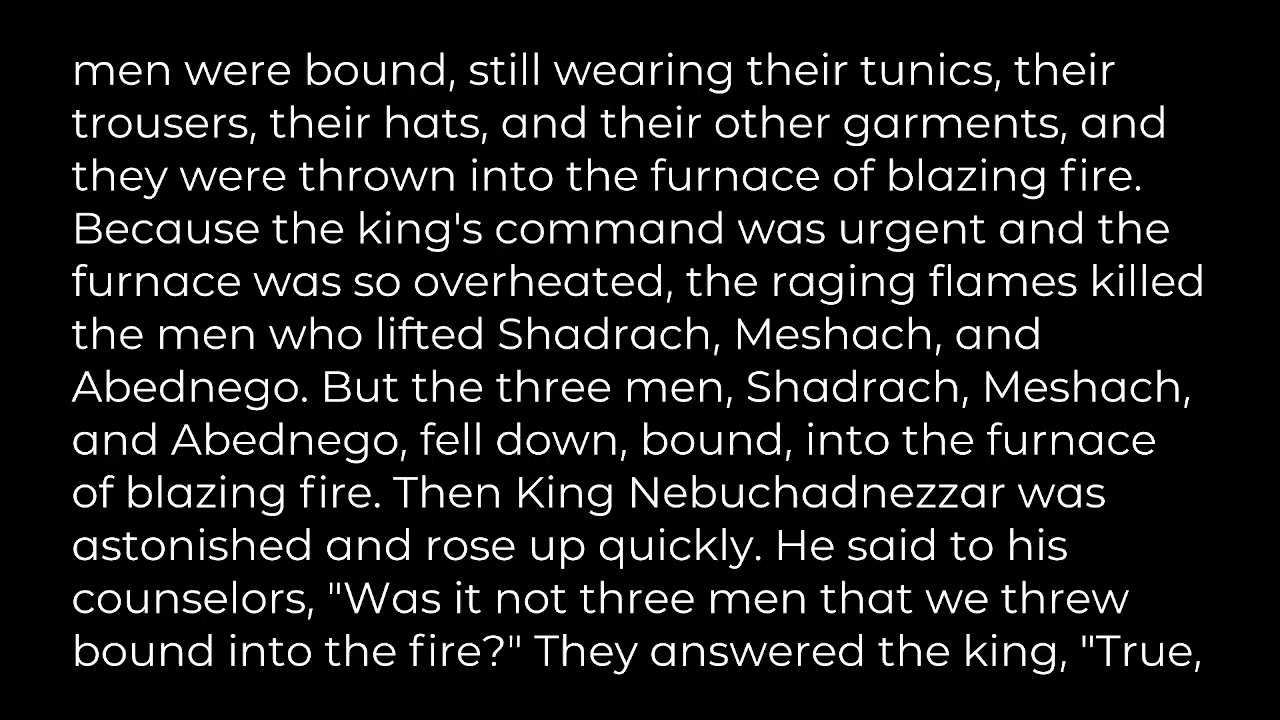 men were bound, still wearing their tunics, their
trousers, their hats, and their other garments, and
they were thrown into the furnace of blazing fire.
Because the king's command was urgent and the
furnace was so overheated, the raging flames killed
the men who lifted Shadrach, Meshach, and
Abednego. But the three men, Shadrach, Meshach,
and Abednego, fell down, bound, into the furnace
of blazing fire. Then King Nebuchadnezzar was
astonished and rose up quickly. He said to his
counselors, "Was it not three men that we threw
bound into the fire?" They answered the king, "True,